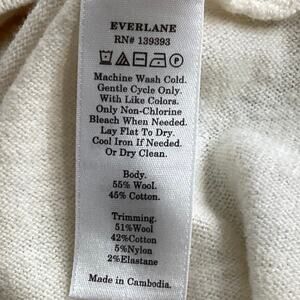 EVERLANE
RN# 139393
Machine Wash Cold.
Gentle Cycle Only.
With Like Colors.
Only Non-Chlorine
Bleach When Needed.
Lay Flat To Dry.
Cool Iron If Needed.
Or Dry Clean.
Body.
55% Wool.
45% Cotton.
Trimming.
51%Wool
42%Cotton
5%Nylon
2%Elastane
Made in Cambodia.